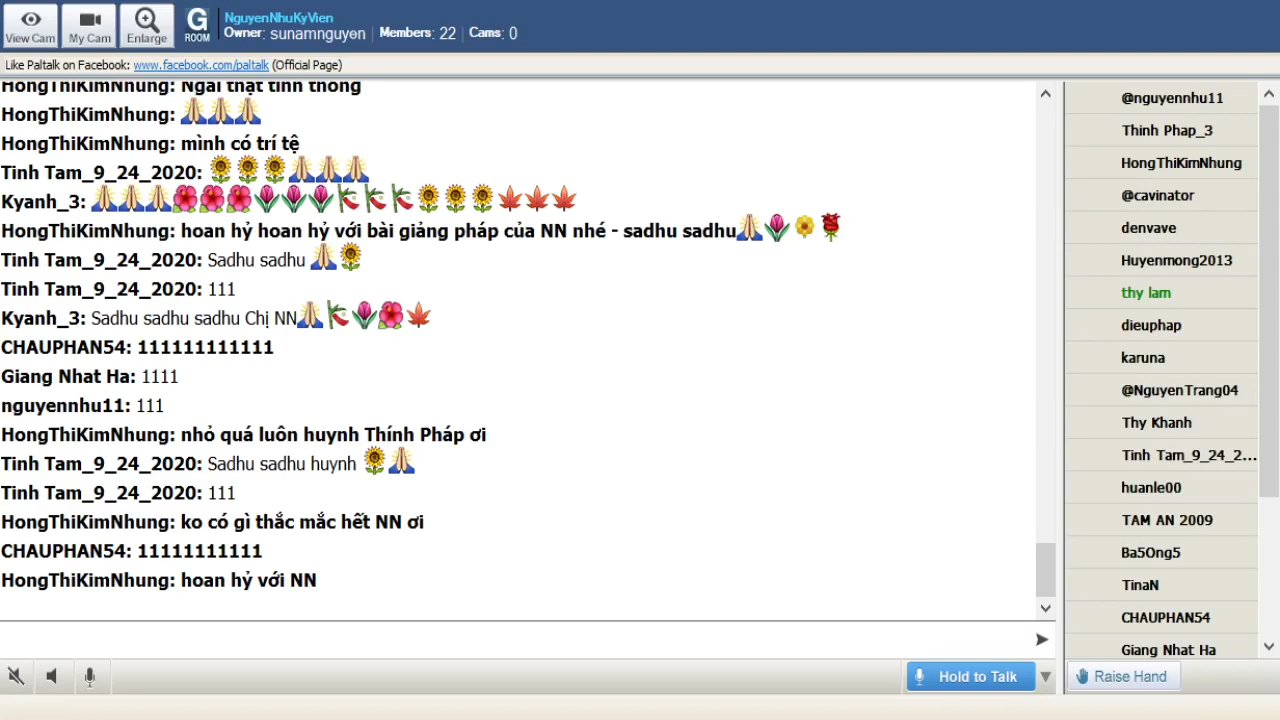 View Cam
My Cam
Enlarge
G
ROOM
NguyenNhuKyVien
Owner: sunamnguyen | Members: 22 | Cams: 0
Like Paltalk on Facebook: www.facebook.com/paltalk (Official Page)
HongThiKimNhung: Ngài thật tinh thông
HongThiKimNhung: 🙏🙏🙏
HongThiKimNhung: mình có trí tệ
Tinh Tam_9_24_2020: 🌻🌻🌻🙏🙏🙏
Kyanh_3: 🙏🙏🙏🌺🌺🌺🌷🌷🌷🎋🎋🎋🌻🌻🌻🍁🍁🍁
HongThiKimNhung: hoan hỷ hoan hỷ với bài giảng pháp của NN nhé - sadhu sadhu🙏🌷🌼🌹
Tinh Tam_9_24_2020: Sadhu sadhu 🙏🌻
Tinh Tam_9_24_2020: 111
Kyanh_3: Sadhu sadhu sadhu Chị NN🙏🎋🌷🌺🍁
CHAUPHAN54: 111111111111
Giang Nhat Ha: 1111
nguyennhu11: 111
HongThiKimNhung: nhỏ quá luôn huynh Thính Pháp ơi
Tinh Tam_9_24_2020: Sadhu sadhu huynh 🌻🙏
Tinh Tam_9_24_2020: 111
HongThiKimNhung: ko có gì thắc mắc hết NN ơi
CHAUPHAN54: 11111111111
HongThiKimNhung: hoan hỷ với NN
@nguyennhu11
Thinh Phap_3
HongThiKimNhung
@cavinator
denvave
Huyenmong2013
thy lam
dieuphap
karuna
@NguyenTrang04
Thy Khanh
Tinh Tam_9_24_2...
huanle00
TAM AN 2009
Ba5Ong5
TinaN
CHAUPHAN54
Giang Nhat Ha
Hold to Talk
Raise Hand